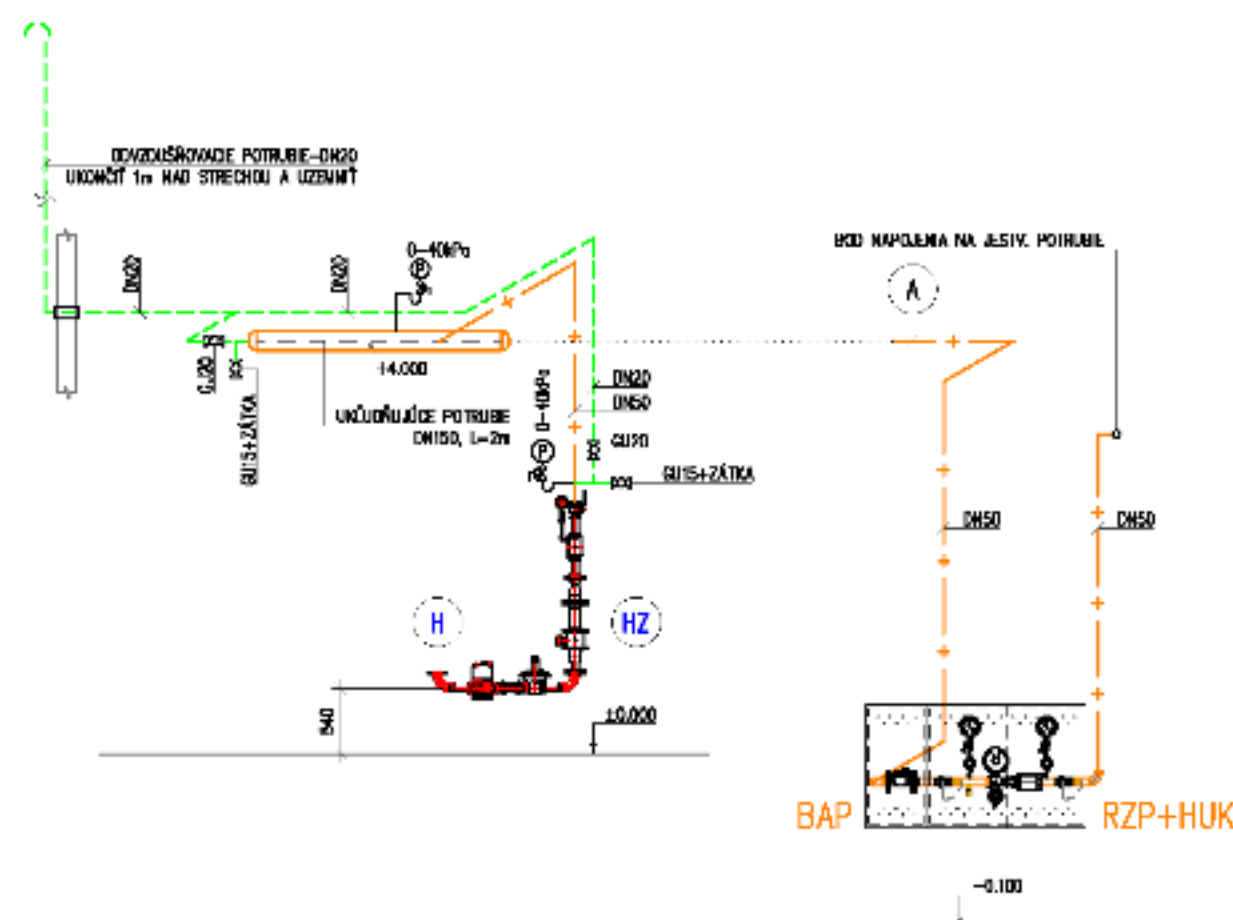 ODVZDUŠŇOVACIE POTRUBIE-DN20
UKONČIŤ 1m NAD STRECHOU A UZEMNIŤ
BOD NAPOJENIA NA JESTV. POTRUBIE
0-40kPa
DN20
DN20
P
A
+4.000
GU20
GU15+ZÁTKA
UKĽUDŇUJÚCE POTRUBIE
DN150, L=2m
0-40kPa
P
DN20
DN50
GU20
GU15+ZÁTKA
DN50
DN50
H
HZ
±0.000
BAP
RZP+HUK
-0.100